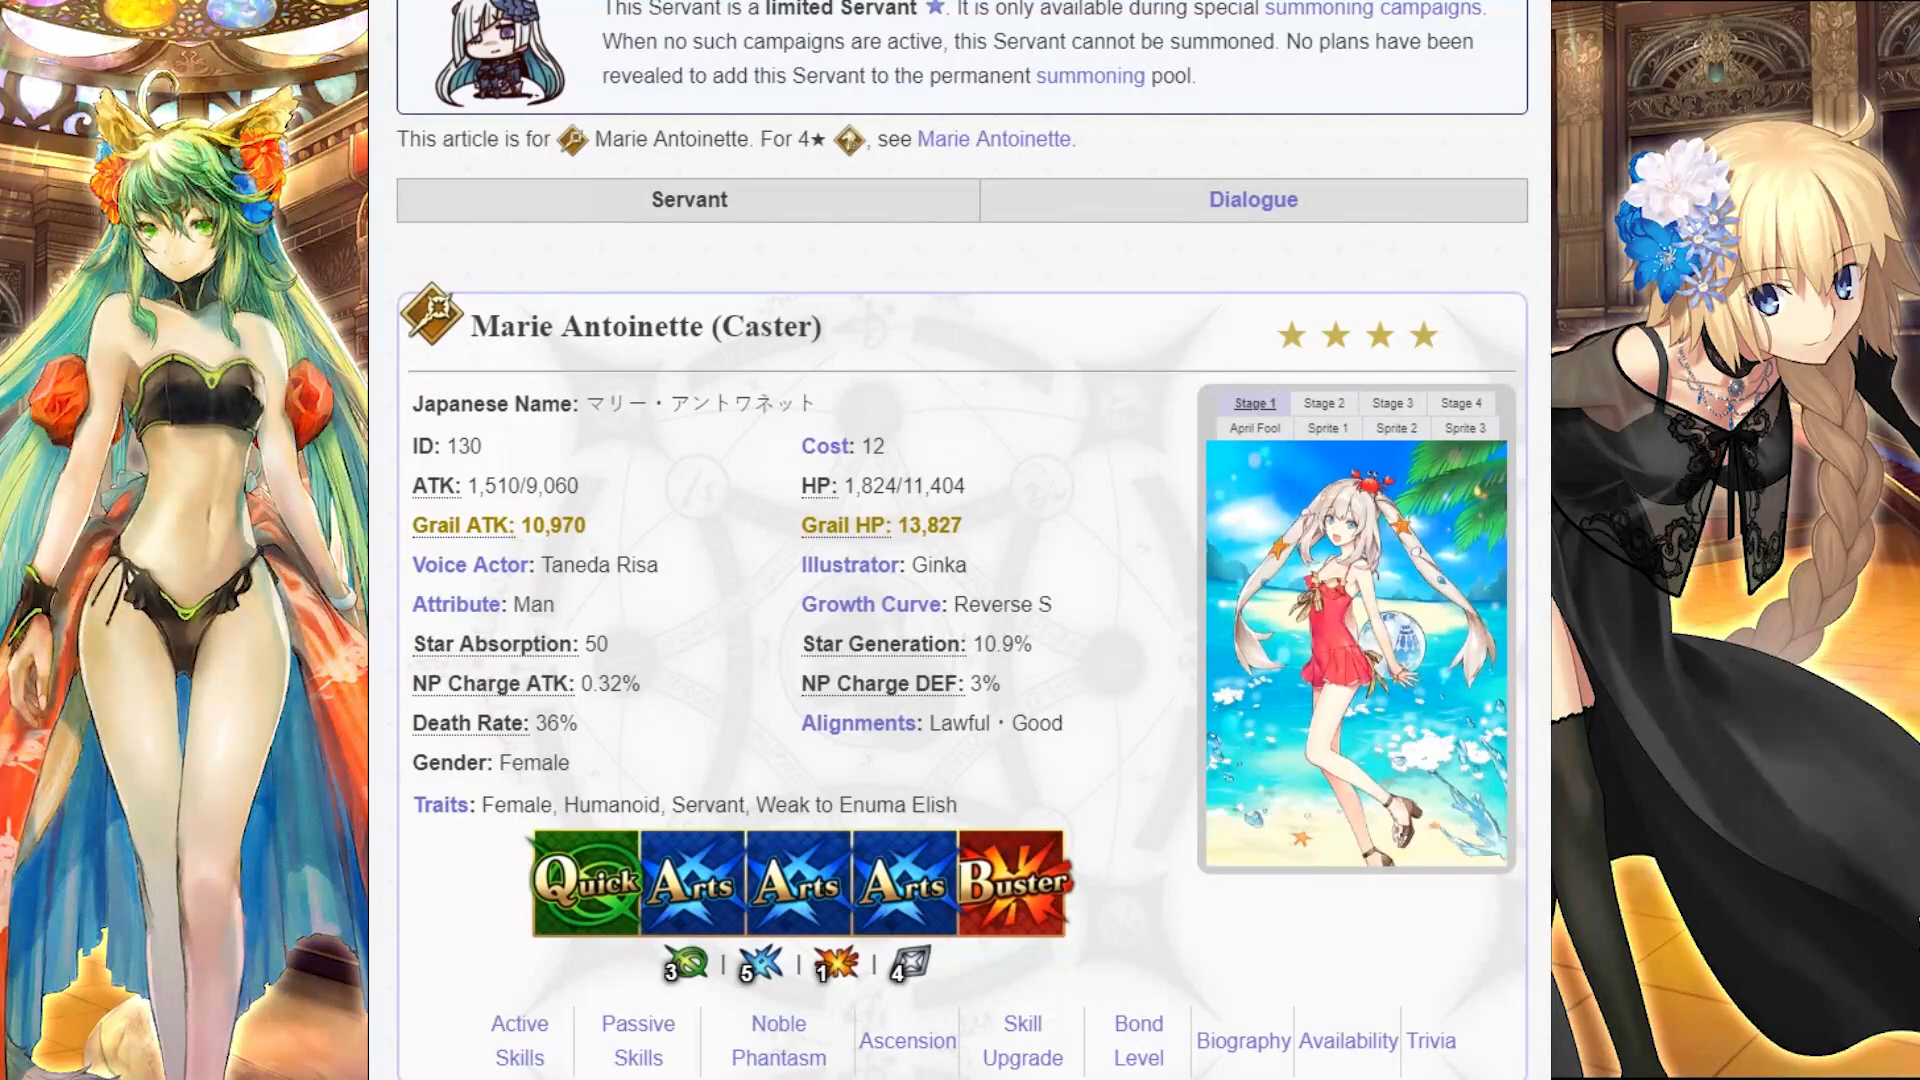 This Servant is a limited Servant ★. It is only available during special summoning campaigns.
When no such campaigns are active, this Servant cannot be summoned. No plans have been
revealed to add this Servant to the permanent summoning pool.
This article is for Marie Antoinette. For 4★ , see Marie Antoinette.
Servant
Dialogue
Marie Antoinette (Caster)
Japanese Name: マリー・アントワネット
ID: 130
Cost: 12
ATK: 1,510/9,060
HP: 1,824/11,404
Grail ATK: 10,970
Grail HP: 13,827
Voice Actor: Taneda Risa
Illustrator: Ginka
Attribute: Man
Growth Curve: Reverse S
Star Absorption: 50
Star Generation: 10.9%
NP Charge ATK: 0.32%
NP Charge DEF: 3%
Death Rate: 36%
Alignments: Lawful・Good
Gender: Female
Traits: Female, Humanoid, Servant, Weak to Enuma Elish
Stage 1 Stage 2 Stage 3 Stage 4
April Fool Sprite 1 Sprite 2 Sprite 3
Quick Arts Arts Arts Buster
3 | 5 | 1 | 4
Active Skills
Passive Skills
Noble Phantasm
Ascension
Skill Upgrade
Bond Level
Biography
Availability
Trivia